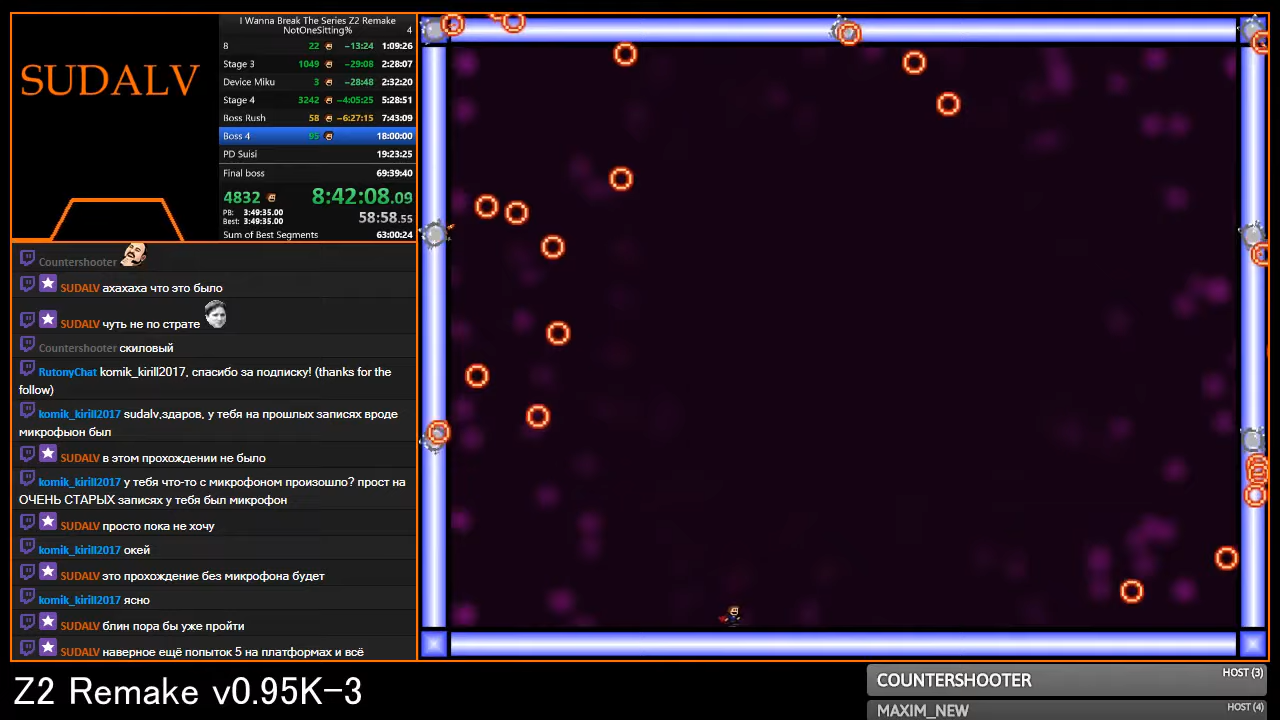 SUDALV
I Wanna Break The Series Z2 Remake
NotOneSitting% 4
8 22 −13:24 1:09:26
Stage 3 1049 −29:08 2:28:07
Device Miku 3 −28:48 2:32:20
Stage 4 3242 −4:05:25 5:28:51
Boss Rush 58 −6:27:15 7:43:09
Boss 4 95 18:00:00
PD Suisi 19:23:25
Final boss 69:39:40
4832 8:42:08.09
PB: 3:49:35.00
Best: 3:49:35.00 58:58.55
Sum of Best Segments 63:00:24
Countershooter
SUDALV ахахаха что это было
SUDALV чуть не по страте
Countershooter скиловый
RutonyChat komik_kirill2017, спасибо за подписку! (thanks for the
follow)
komik_kirill2017 sudalv,здаров, у тебя на прошлых записях вроде
микрофыон был
SUDALV в этом прохождении не было
komik_kirill2017 у тебя что-то с микрофоном произошло? прост на
ОЧЕНЬ СТАРЫХ записях у тебя был микрофон
SUDALV просто пока не хочу
komik_kirill2017 окей
SUDALV это прохождение без микрофона будет
komik_kirill2017 ясно
SUDALV блин пора бы уже пройти
SUDALV наверное ещё попыток 5 на платформах и всё
Z2 Remake v0.95K-3
COUNTERSHOOTER HOST (3)
MAXIM_NEW HOST (4)